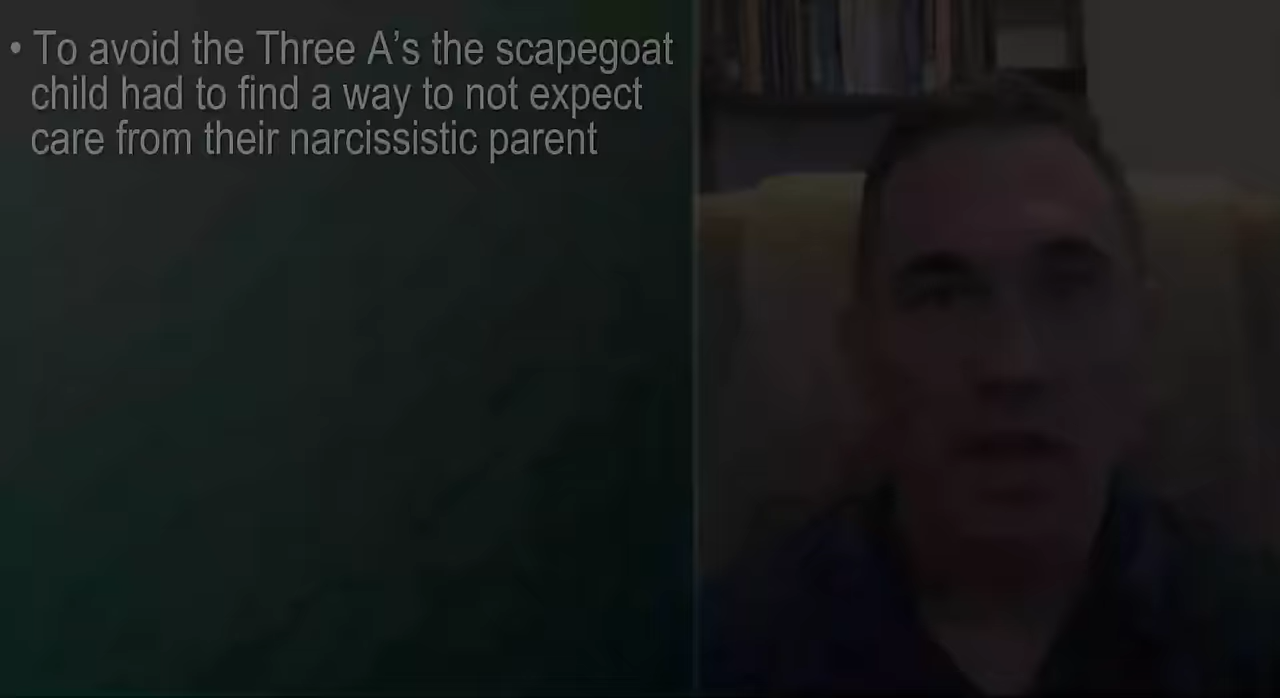 • To avoid the Three A’s the scapegoat
child had to find a way to not expect
care from their narcissistic parent